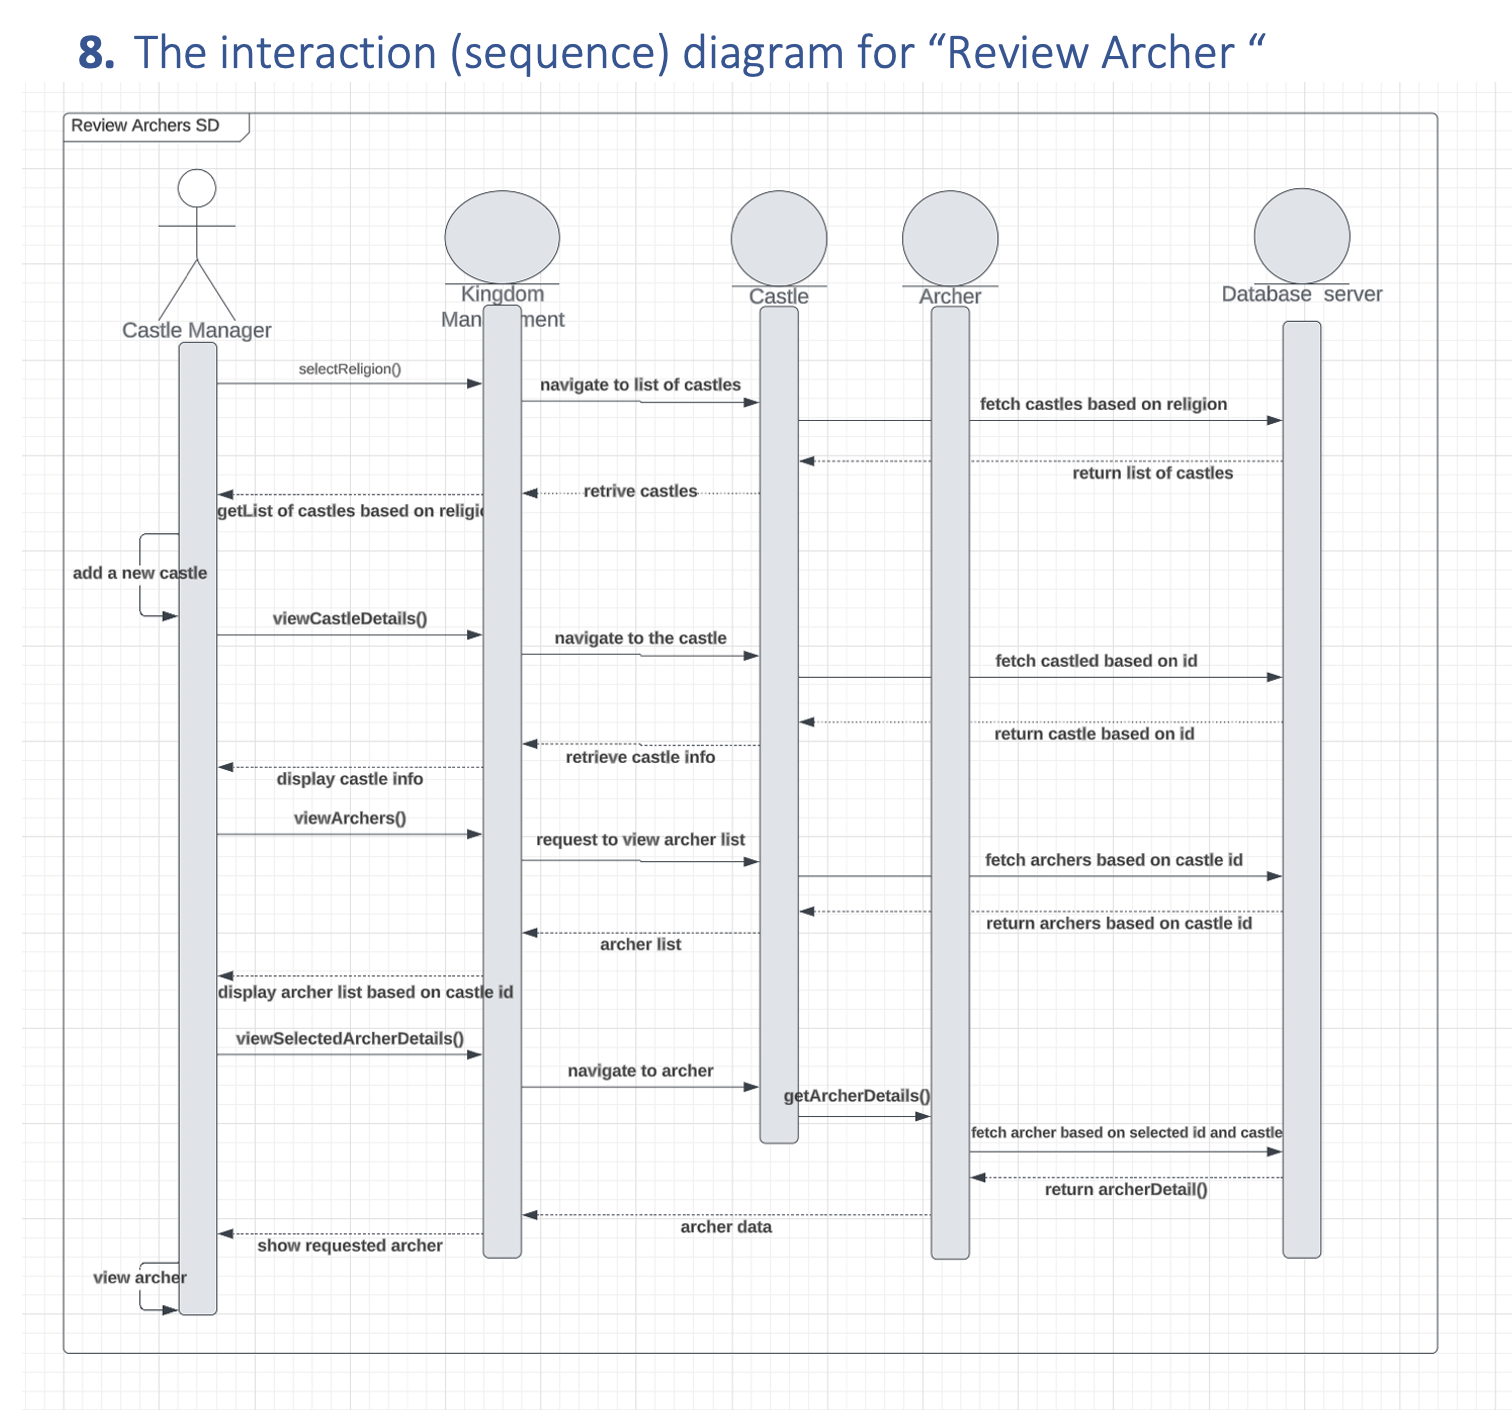 8. The interaction (sequence) diagram for “Review Archer “
Review Archers SD
Castle Manager
Kingdom
Castle
Archer
Database server
selectReligion()
navigate to list of castles
fetch castles based on religion
return list of castles
retrive castles
getList of castles based on
add a new castle
viewCastleDetails()
navigate to the castle
fetch castled based on id
return castle based on id
retrieve castle info
display castle info
viewArchers()
request to view archer list
fetch archers based on castle id
return archers based on castle id
archer list
display archer list based on castle id
viewSelectedArcherDetails()
navigate to archer
getArcherDetails()
fetch archer based on selected id and castle
return archerDetail()
archer data
show requested archer
view archer